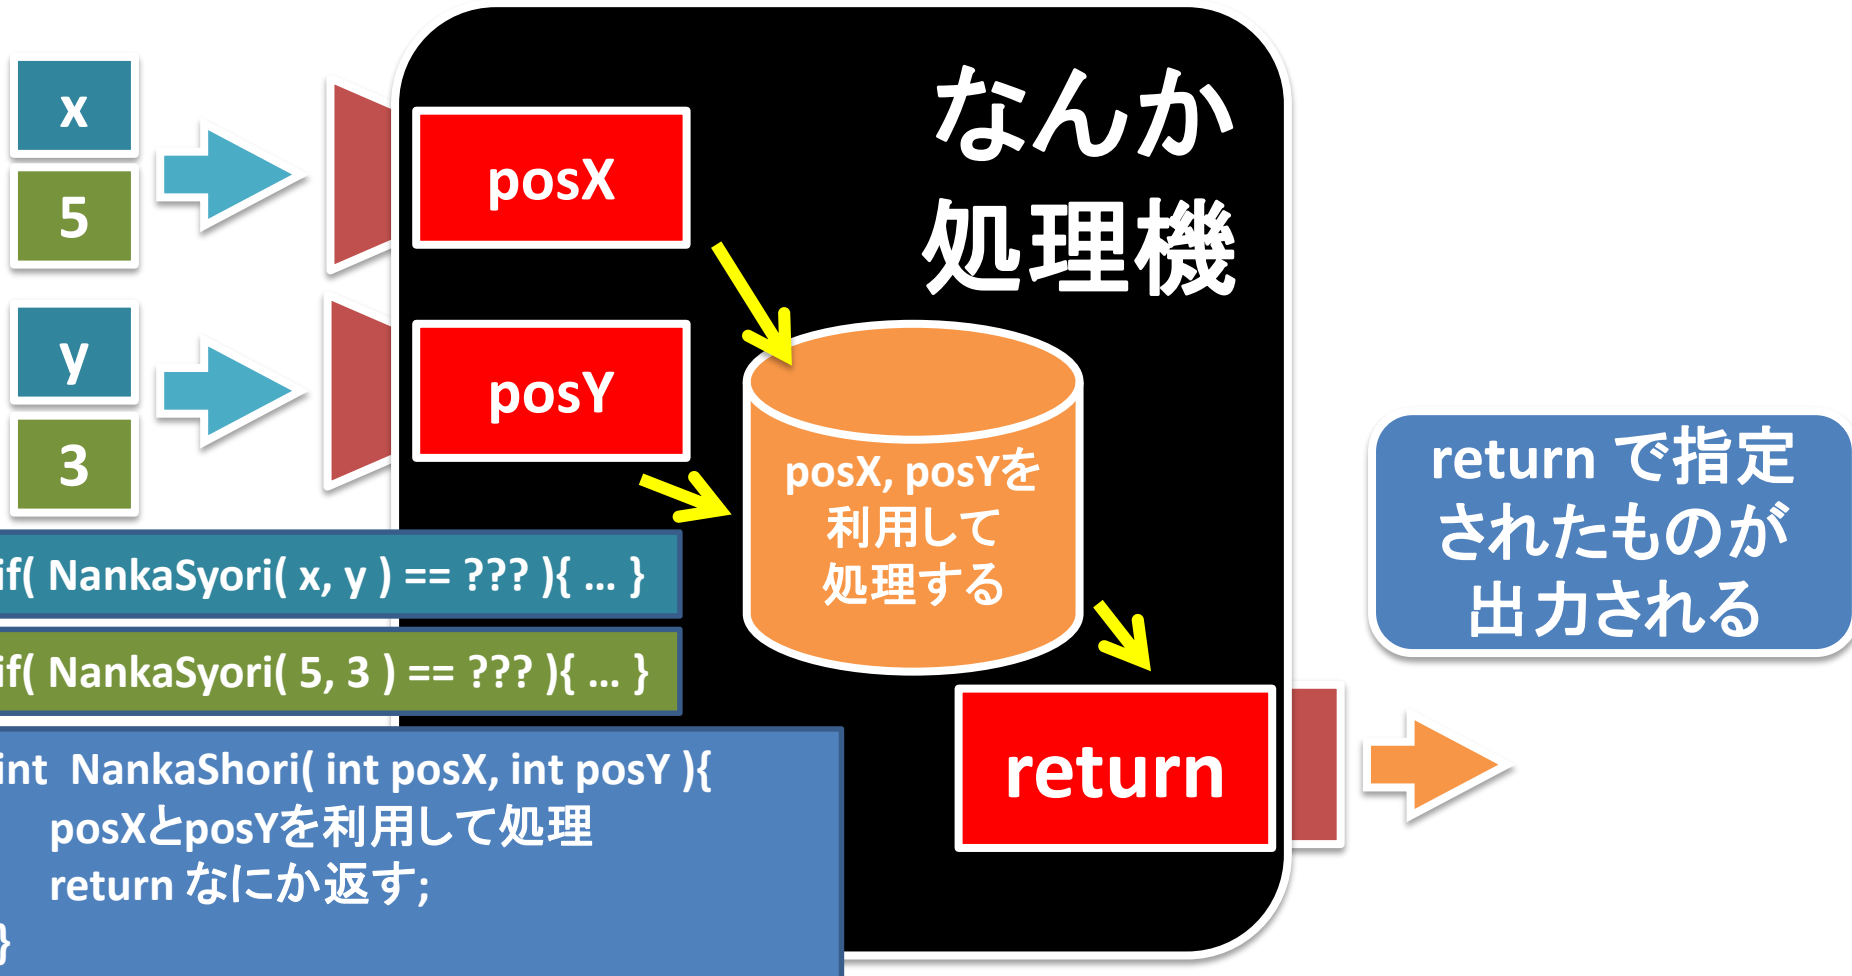 x
5
y
3
posX
posY
なんか
処理機
posX, posYを
利用して
処理する
return
return で指定
されたものが
出力される
if( NankaSyori( x, y ) == ??? ){ … }
if( NankaSyori( 5, 3 ) == ??? ){ … }
int NankaShori( int posX, int posY ){
posXとposYを利用して処理
return なにか返す;
}